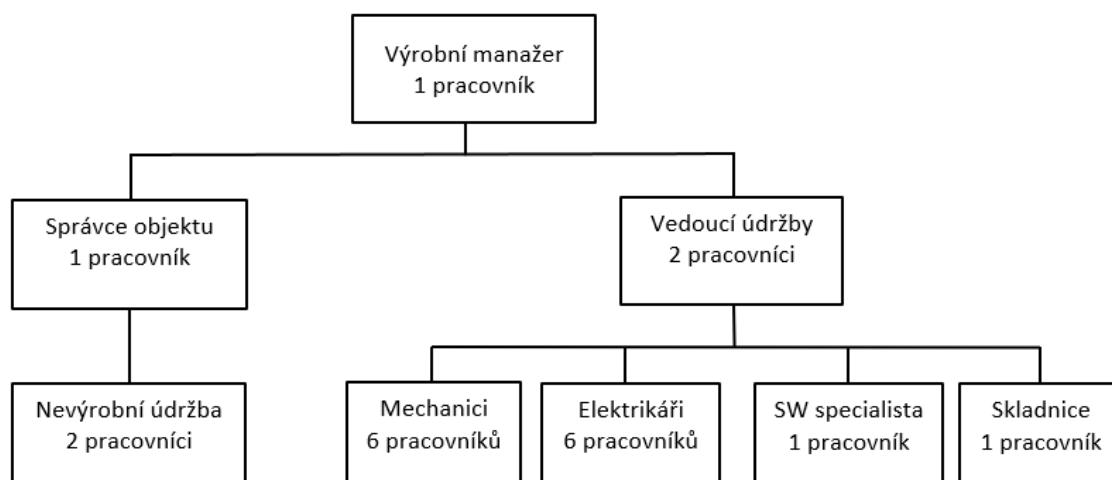 Výrobní manažer
1 pracovník
Správce objektu
1 pracovník
Vedoucí údržby
2 pracovníci
Nevýrobní údržba
2 pracovníci
Mechanici
6 pracovníků
Elektrikáři
6 pracovníků
SW specialista
1 pracovník
Skladnice
1 pracovník